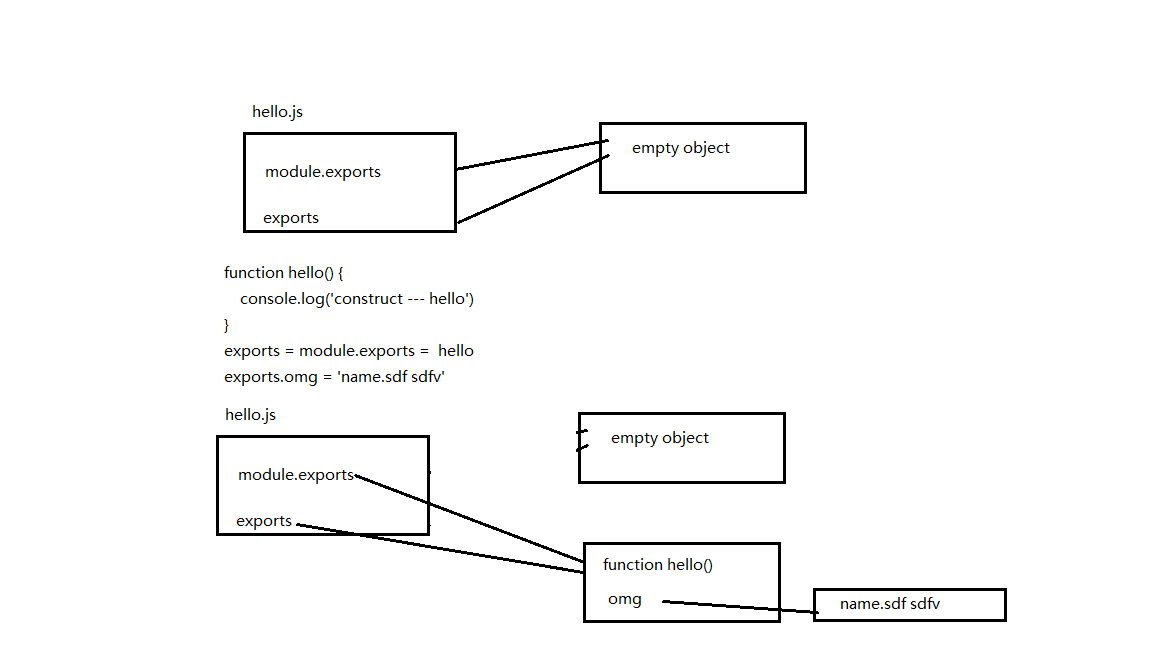 hello.js
empty object
module.exports
exports
function hello() {
console.log('construct --- hello')
}
exports = module.exports =  hello
exports.omg = 'name.sdf sdfv'
hello.js
empty object
module.exports
exports
function hello()
omg
name.sdf sdfv